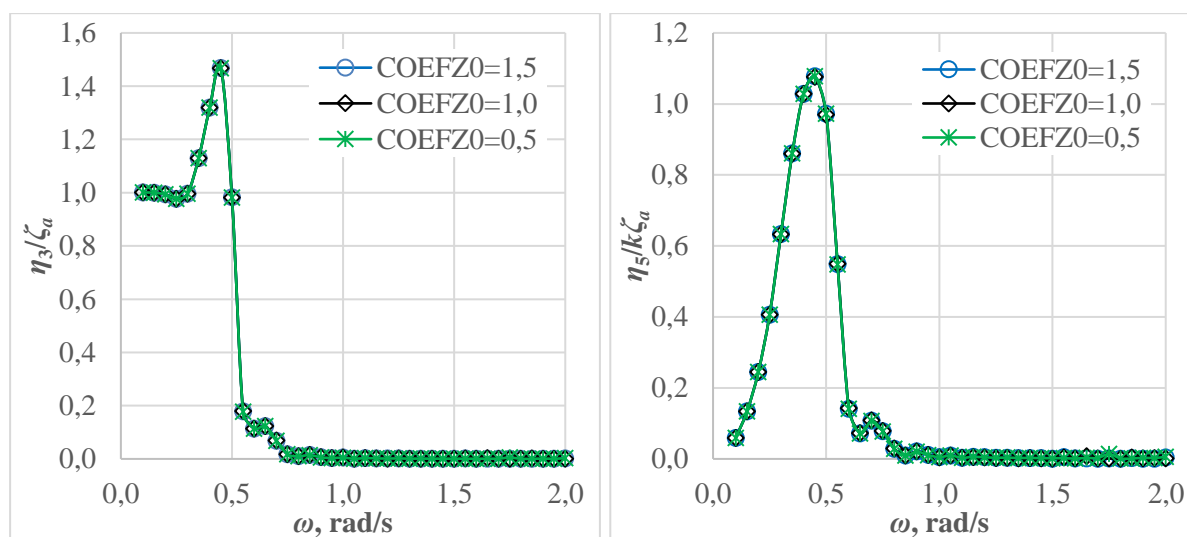 1,6
1,4
1,2
1,0
0,8
0,6
0,4
0,2
0,0
η3/ζa
COEFZ0=1,5
COEFZ0=1,0
COEFZ0=0,5
0,0 0,5 1,0 1,5 2,0
ω, rad/s
1,2
1,0
0,8
0,6
0,4
0,2
0,0
η5/kζa
COEFZ0=1,5
COEFZ0=1,0
COEFZ0=0,5
0,0 0,5 1,0 1,5 2,0
ω, rad/s